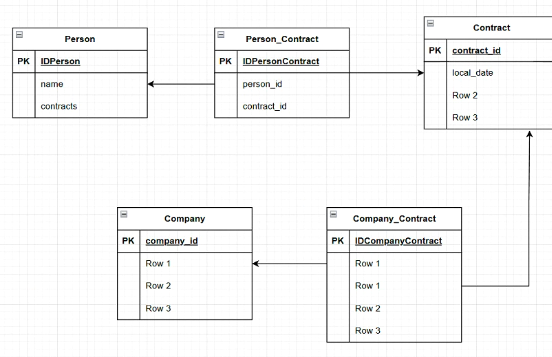 Person
PK IDPerson
name
contracts
Person_Contract
PK IDPersonContract
person_id
contract_id
Contract
PK contract_id
local_date
Row 2
Row 3
Company
PK company_id
Row 1
Row 2
Row 3
Company_Contract
PK IDCompanyContract
Row 1
Row 1
Row 2
Row 3